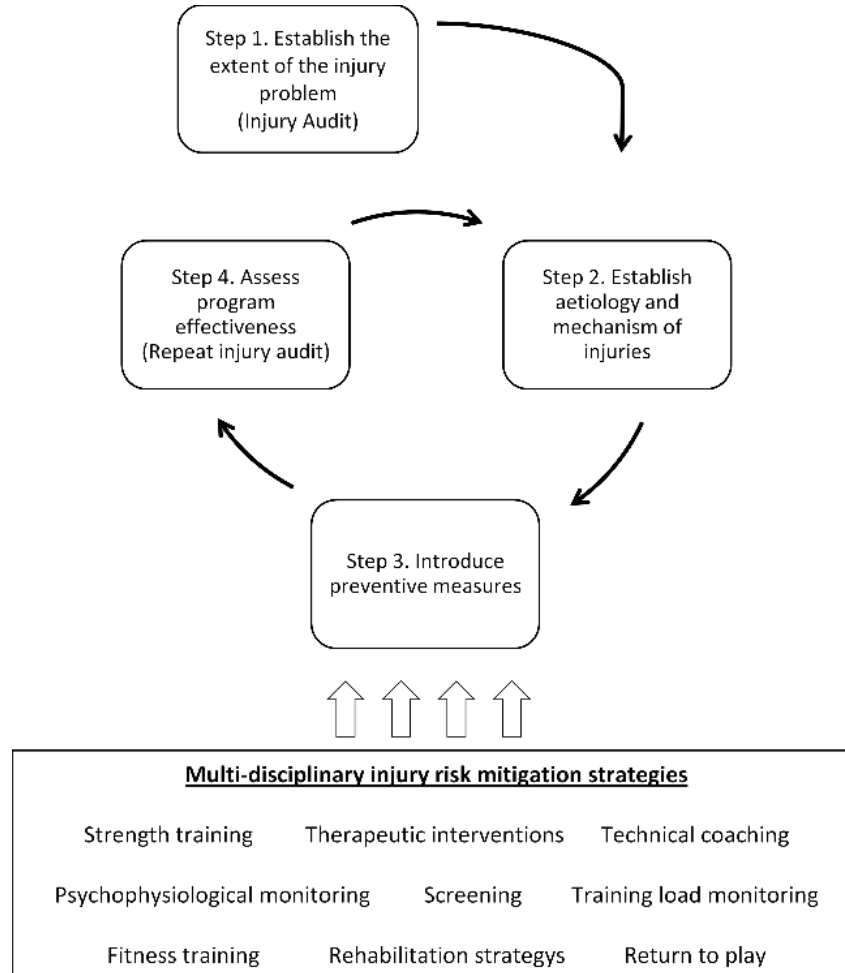 Step 1. Establish the
extent of the injury
problem
(Injury Audit)
Step 4. Assess
program
effectiveness
(Repeat injury audit)
Step 2. Establish
aetiology and
mechanism of
injuries
Step 3. Introduce
preventive measures
Multi-disciplinary injury risk mitigation strategies
Strength training Therapeutic interventions Technical coaching
Psychophysiological monitoring Screening Training load monitoring
Fitness training Rehabilitation strategys Return to play